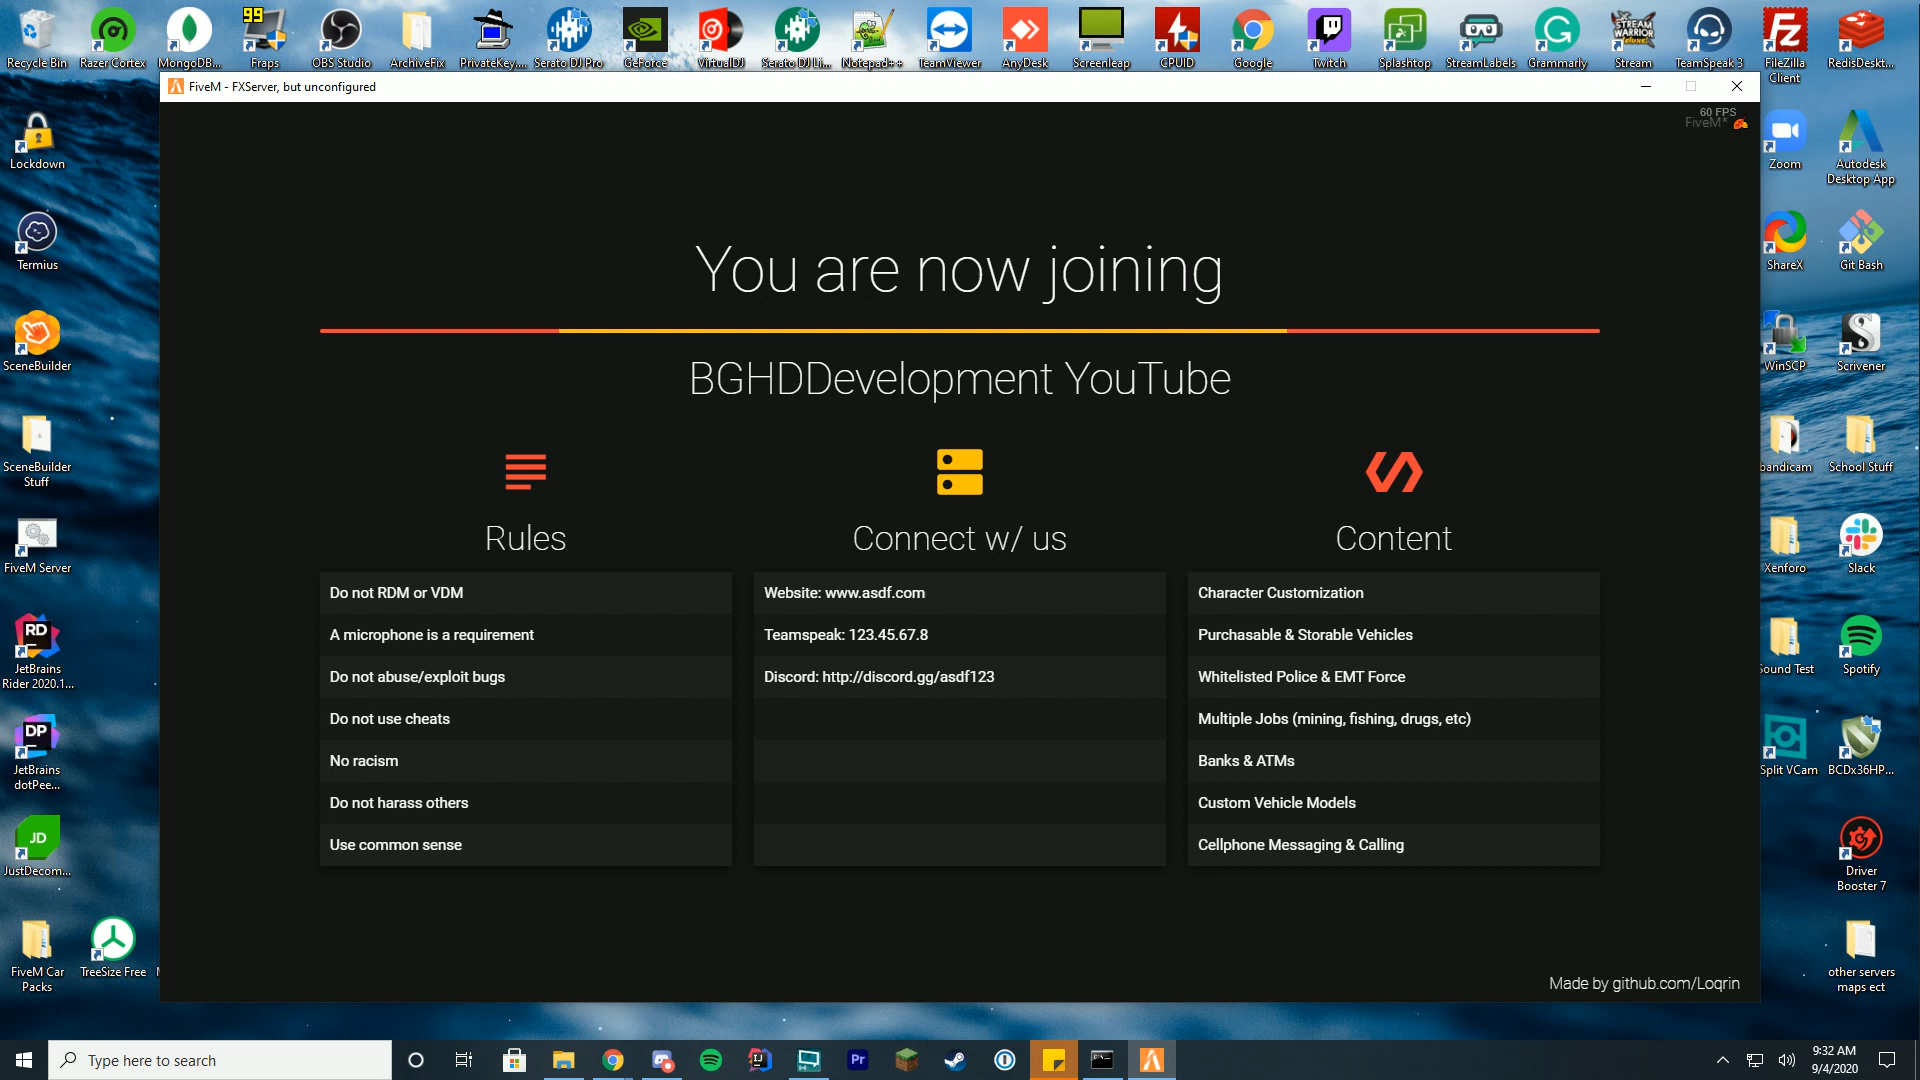 Recycle Bin
Razer Cortex
MongoDB...
99
Fraps
OBS Studio
ArchiveFix
PrivateKey....
Serato DJ Pro
GeForce
VirtualDJ
Serato DJ Li...
Notepad++
TeamViewer
AnyDesk
Screenleap
CPUID
Google
Twitch
Splashtop
StreamLabels
Grammarly
STREAM
WARRIOR
Stream
TeamSpeak 3
FileZilla
Client
RedisDeskt...
FiveM - FXServer, but unconfigured
60 FPS
FiveM*
Lockdown
Termius
SceneBuilder
SceneBuilder
Stuff
FiveM Server
RD
JetBrains
Rider 2020.1...
DP
JetBrains
dotPee...
JD
JustDecom...
FiveM Car
Packs
TreeSize Free
You are now joining
BGHDDevelopment YouTube
Rules
Do not RDM or VDM
A microphone is a requirement
Do not abuse/exploit bugs
Do not use cheats
No racism
Do not harass others
Use common sense
Connect w/ us
Website: www.asdf.com
Teamspeak: 123.45.67.8
Discord: http://discord.gg/asdf123
Content
Character Customization
Purchasable & Storable Vehicles
Whitelisted Police & EMT Force
Multiple Jobs (mining, fishing, drugs, etc)
Banks & ATMs
Custom Vehicle Models
Cellphone Messaging & Calling
Made by github.com/Loqrin
Zoom
Autodesk
Desktop App
ShareX
Git Bash
WinSCP
Scrivener
bandicam
School Stuff
Xenforo
Slack
Sound Test
Spotify
Split VCam
BCDx36HP...
Driver
Booster 7
other servers
maps ect
Type here to search
IJ
Pr
9:32 AM
9/4/2020